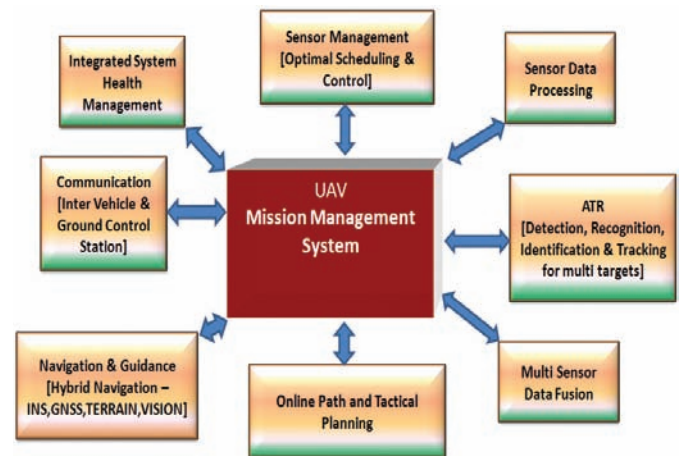 Sensor Management
[Optimal Scheduling &
Control]
Integrated System
Health
Management
Sensor Data
Processing
Communication
[Inter Vehicle &
Ground Control
Station]
UAV
Mission Management
System
ATR
[Detection, Recognition,
Identification & Tracking
for multi targets]
Navigation & Guidance
[Hybrid Navigation –
INS,GNSS,TERRAIN,VISION]
Online Path and Tactical
Planning
Multi Sensor
Data Fusion